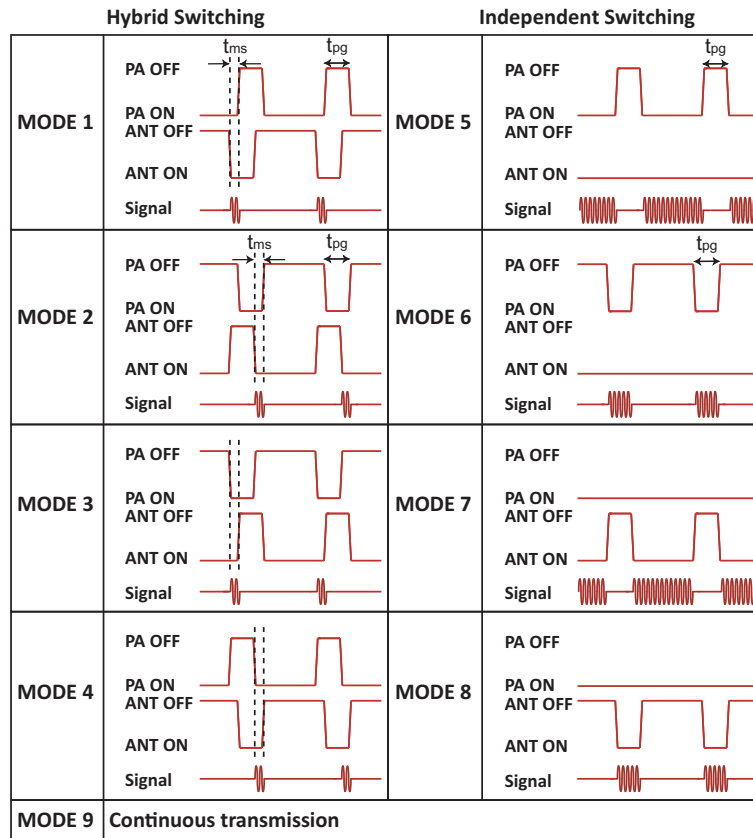 Hybrid Switching
Independent Switching
MODE 1
tms
tpg
PA OFF
PA ON
ANT OFF
ANT ON
Signal
MODE 5
tpg
PA OFF
PA ON
ANT OFF
ANT ON
Signal
MODE 2
tms
tpg
PA OFF
PA ON
ANT OFF
ANT ON
Signal
MODE 6
tpg
PA OFF
PA ON
ANT OFF
ANT ON
Signal
MODE 3
PA OFF
PA ON
ANT OFF
ANT ON
Signal
MODE 7
PA OFF
PA ON
ANT OFF
ANT ON
Signal
MODE 4
PA OFF
PA ON
ANT OFF
ANT ON
Signal
MODE 8
PA OFF
PA ON
ANT OFF
ANT ON
Signal
MODE 9
Continuous transmission